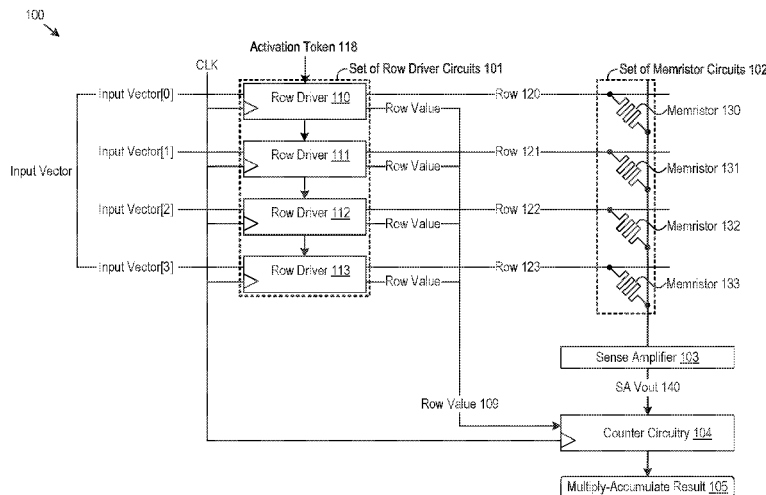 100
Activation Token 118
CLK
Set of Row Driver Circuits 101
Set of Memristor Circuits 102
Input Vector[0]
Row Driver 110
Row 120
Row Value
Memristor 130
Input Vector[1]
Row Driver 111
Row 121
Row Value
Memristor 131
Input Vector
Input Vector[2]
Row Driver 112
Row 122
Row Value
Memristor 132
Input Vector[3]
Row Driver 113
Row 123
Row Value
Memristor 133
Sense Amplifier 103
SA Vout 140
Row Value 109
Counter Circuitry 104
Multiply-Accumulate Result 105